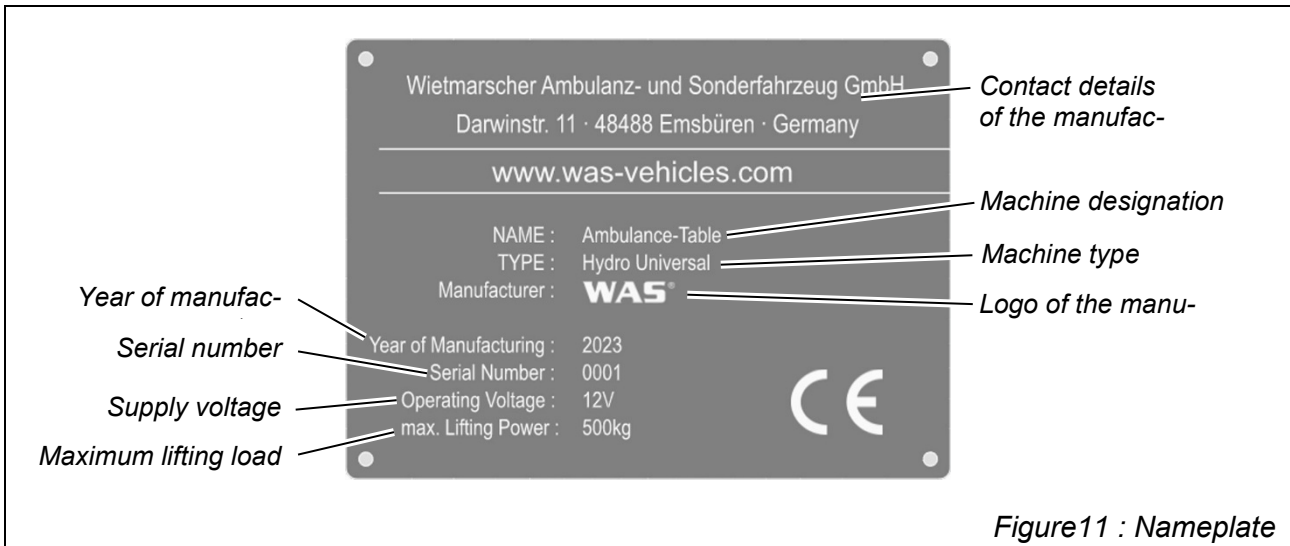 Wietmarscher Ambulanz- und Sonderfahrzeug GmbH
Darwinstr. 11 · 48488 Emsbüren · Germany
www.was-vehicles.com
NAME : Ambulance-Table
TYPE : Hydro Universal
Manufacturer : WAS®
Year of Manufacturing : 2023
Serial Number : 0001
Operating Voltage : 12V
max. Lifting Power : 500kg
CE
Contact details
of the manufac-
Machine designation
Machine type
Logo of the manu-
Year of manufac-
Serial number
Supply voltage
Maximum lifting load
Figure11 : Nameplate